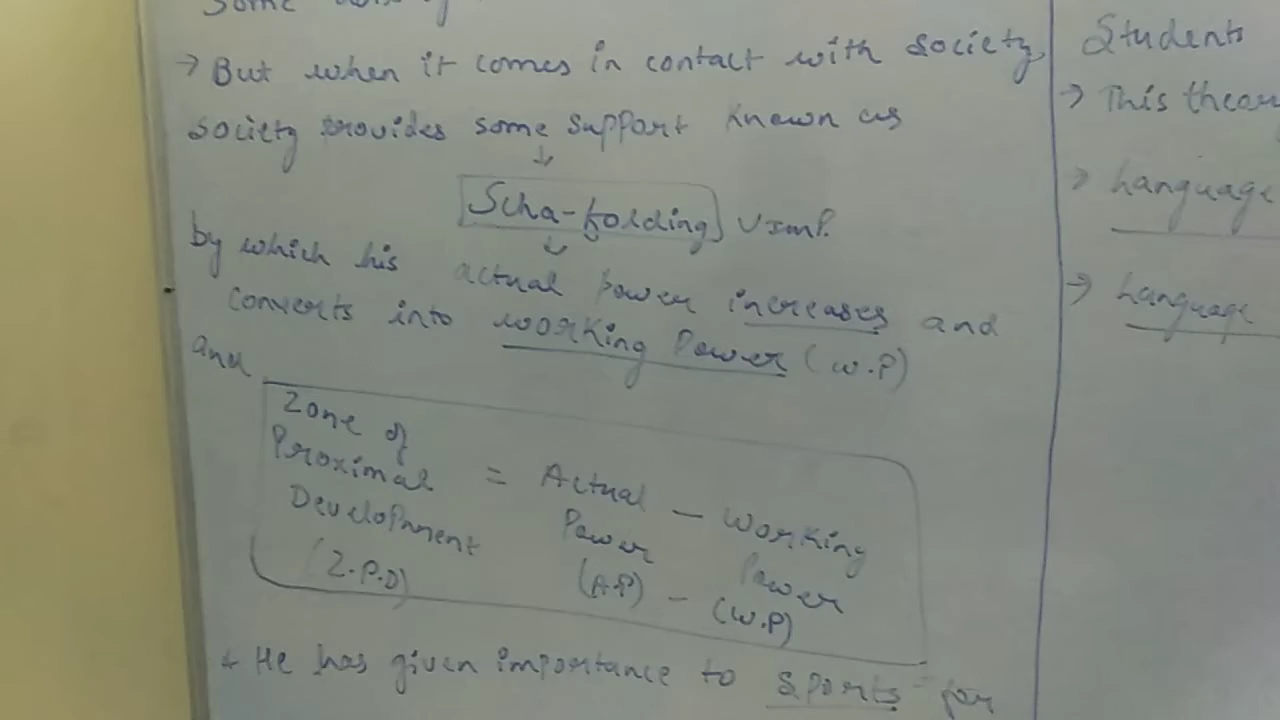 Some
→ But when it comes in contact with society,
society provides some support known as
↓
Scha-folding V Imp.
↓
by which his actual power increases and
converts into working Power (W.P)
and
Zone of Proximal Development (Z.P.D) = Actual Power (A.P) - Working Power (W.P)
* He has given importance to sports for
Students
→ This theor
→ Language
→ Language